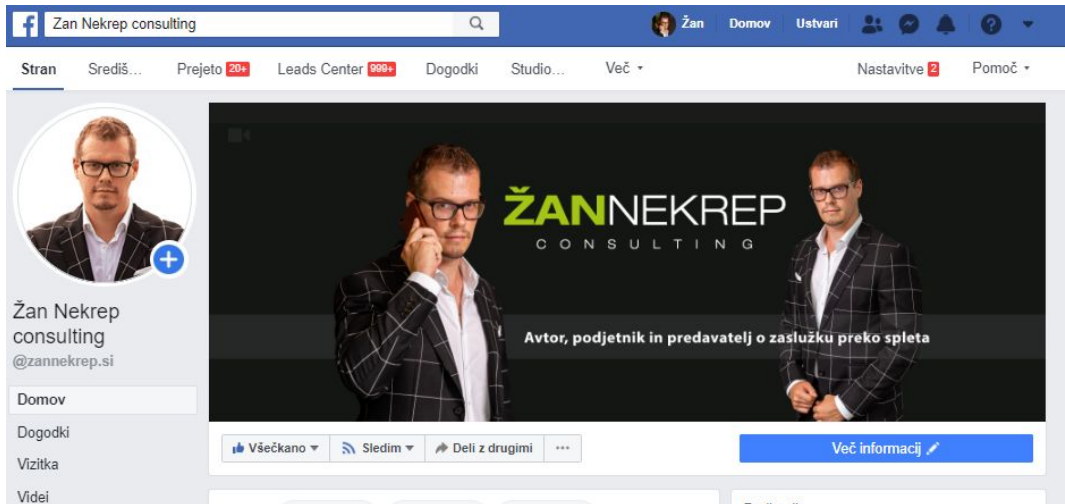 Zan Nekrep consulting
Žan Domov Ustvari
Stran Središ... Prejeto 20+ Leads Center 999+ Dogodki Studio... Več Nastavitve 2 Pomoč
ŽANNEKREP
CONSULTING
Avtor, podjetnik in predavatelj o zaslužku preko spleta
Žan Nekrep
consulting
@zannekrep.si
Domov
Dogodki
Vizitka
Videi
Všečkano Sledim Deli z drugimi ... Več informacij